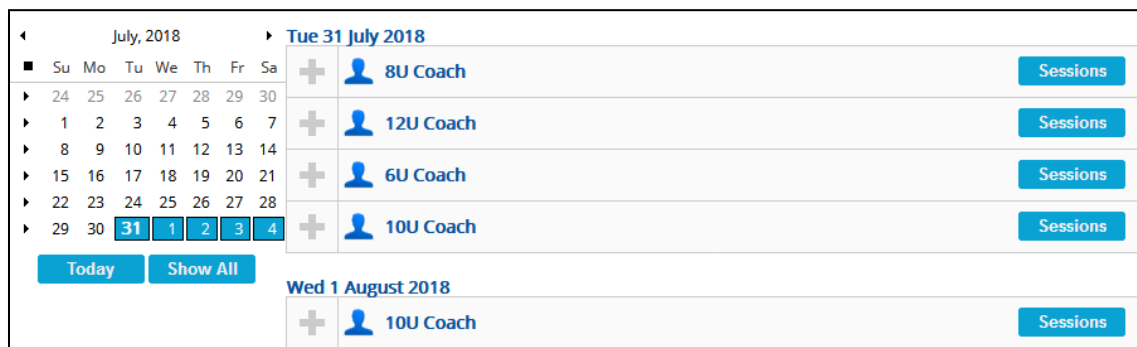 July, 2018
Su Mo Tu We Th Fr Sa
24 25 26 27 28 29 30
1 2 3 4 5 6 7
8 9 10 11 12 13 14
15 16 17 18 19 20 21
22 23 24 25 26 27 28
29 30 31 1 2 3 4
Today Show All
Tue 31 July 2018
8U Coach Sessions
12U Coach Sessions
6U Coach Sessions
10U Coach Sessions
Wed 1 August 2018
10U Coach Sessions